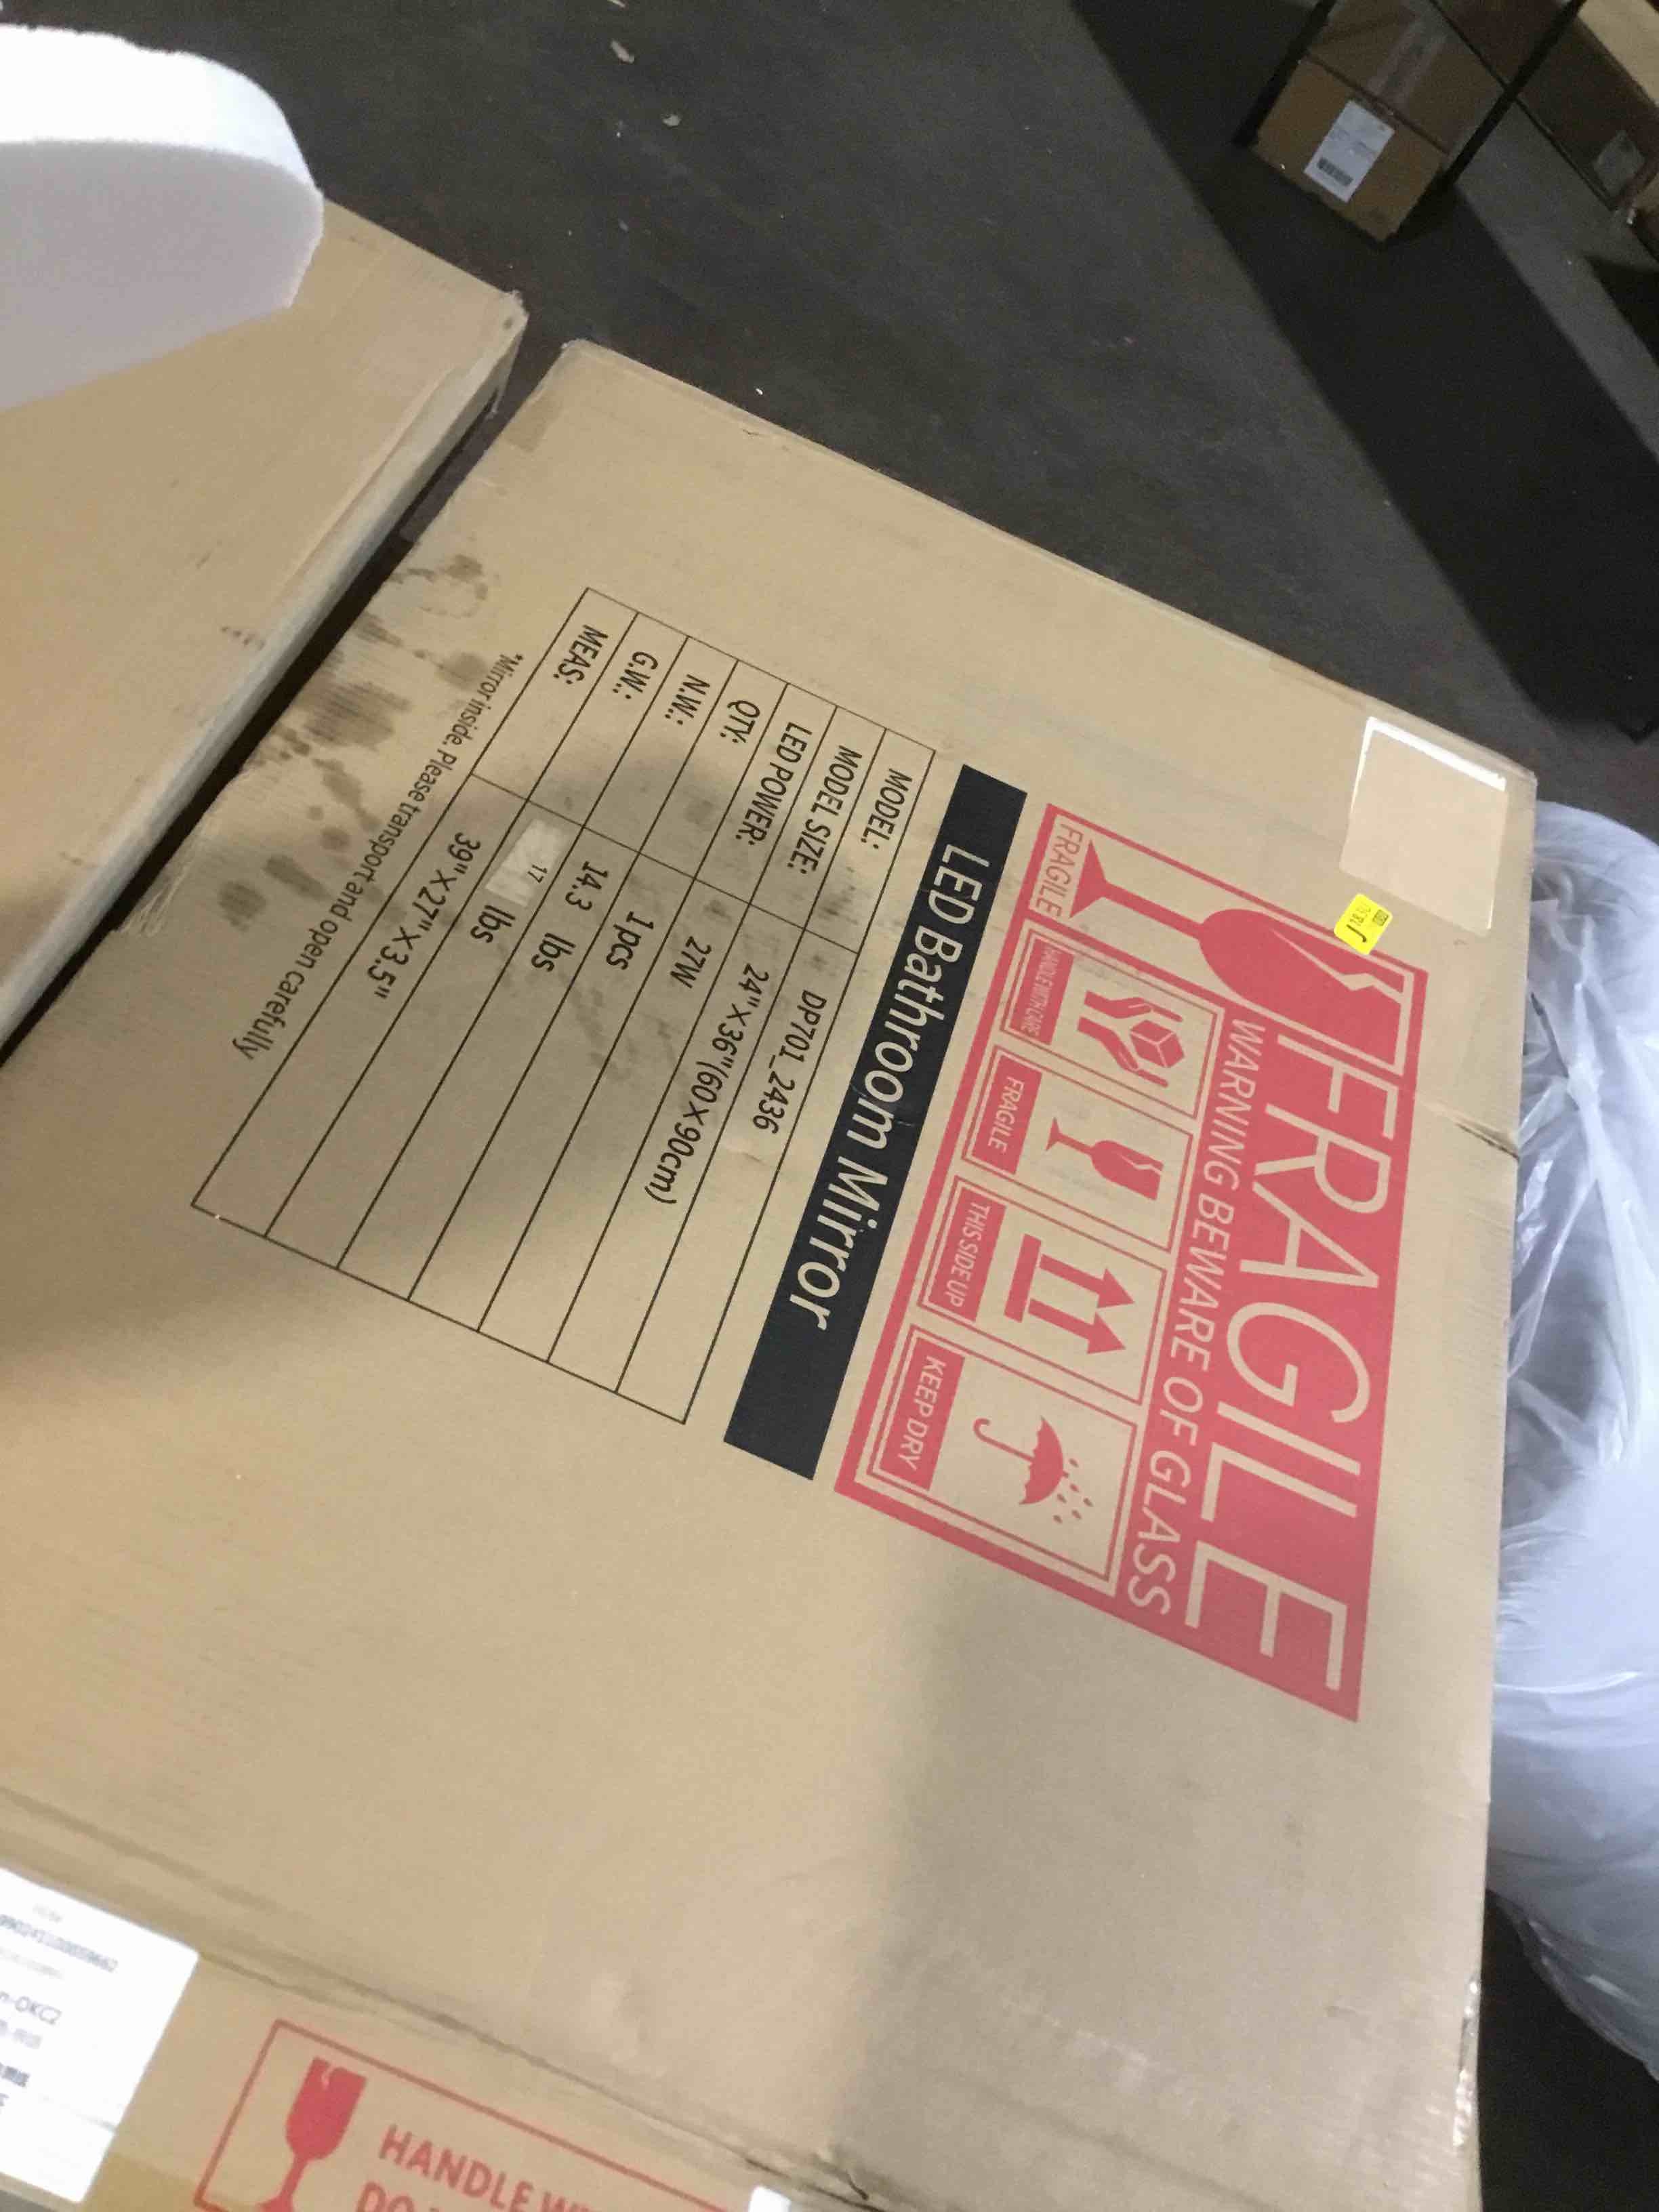 FRAGILE
WARNING BEWARE OF GLASS
FRAGILE
HANDLE WITH CARE
FRAGILE
THIS SIDE UP
KEEP DRY
LED Bathroom Mirror
MODEL: DP701_2436
MODEL SIZE: 24"X36"(60X90cm)
LED POWER: 27W
QTY: 1pcs
N.W.: 14.3 lbs
G.W.: 17 lbs
MEAS: 39"X27"X3.5"
*Mirror inside. Please transport and open carefully
-OKC2
HANDLE
DO